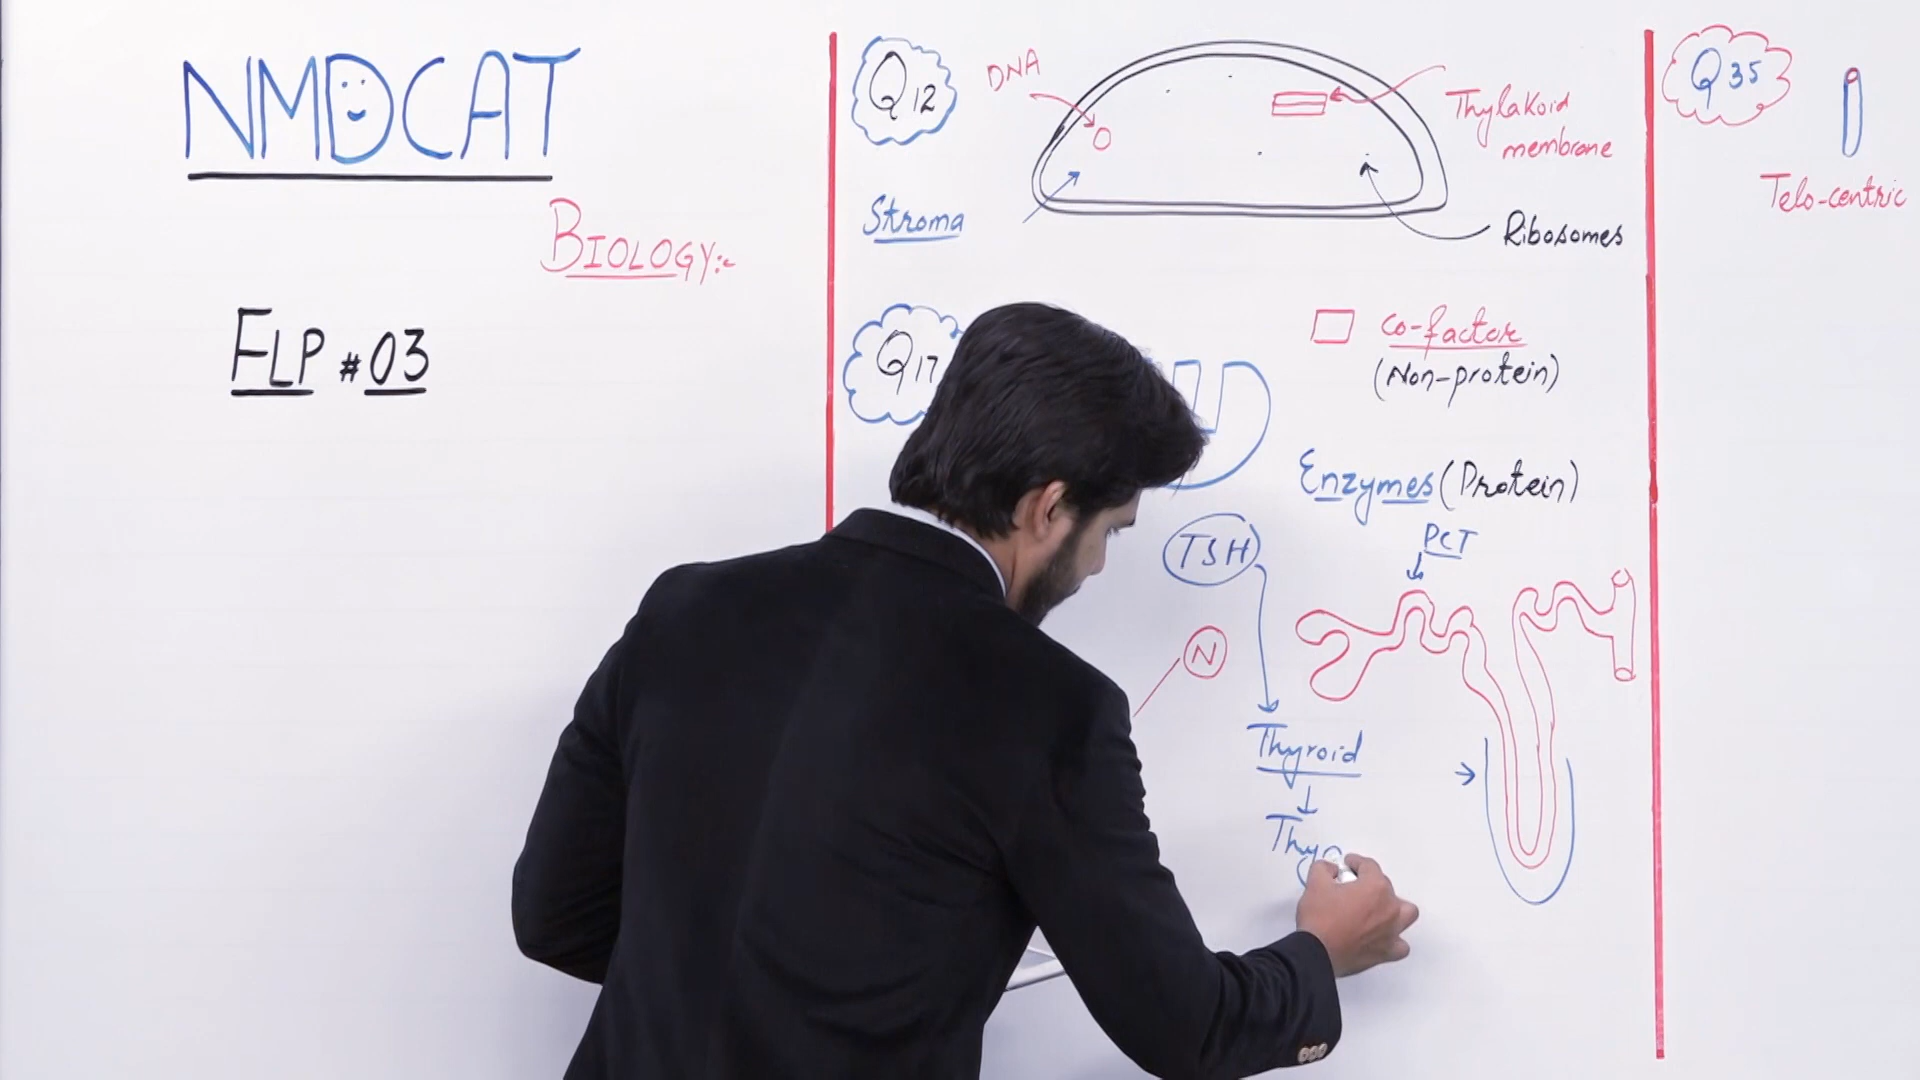 NMDCAT
BIOLOGY:-
FLP #03
Q12
DNA
Thylakoid
membrane
Stroma
Ribosomes
Q17
Co-factor
(Non-protein)
Enzymes (Protein)
TSH
PCT
N
Thyroid
Thy
Q35
Telo-centric